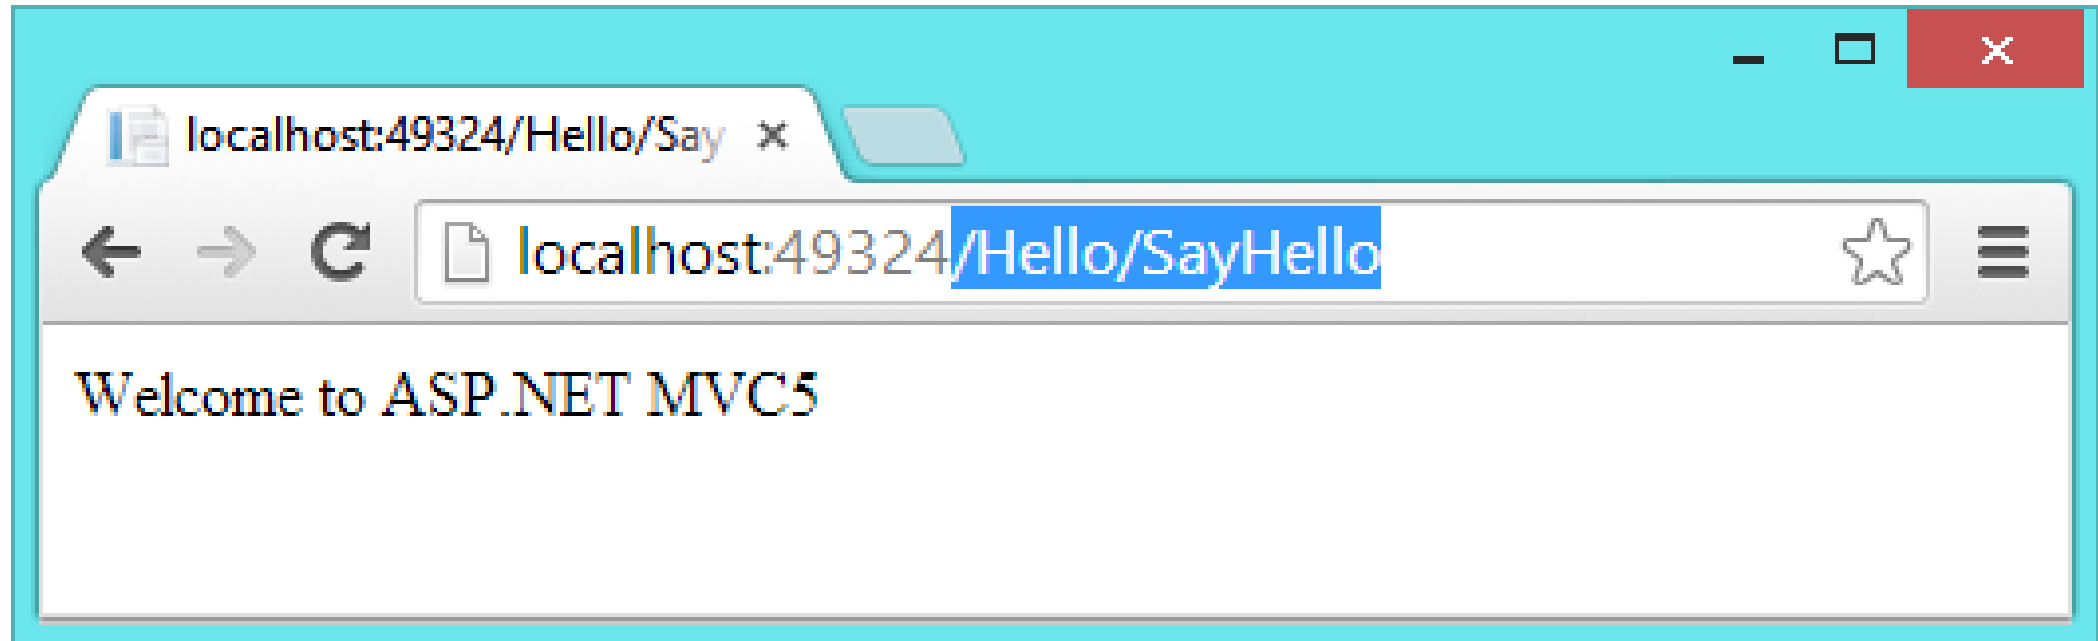 localhost:49324/Hello/Say
localhost:49324/Hello/SayHello
Welcome to ASP.NET MVC5